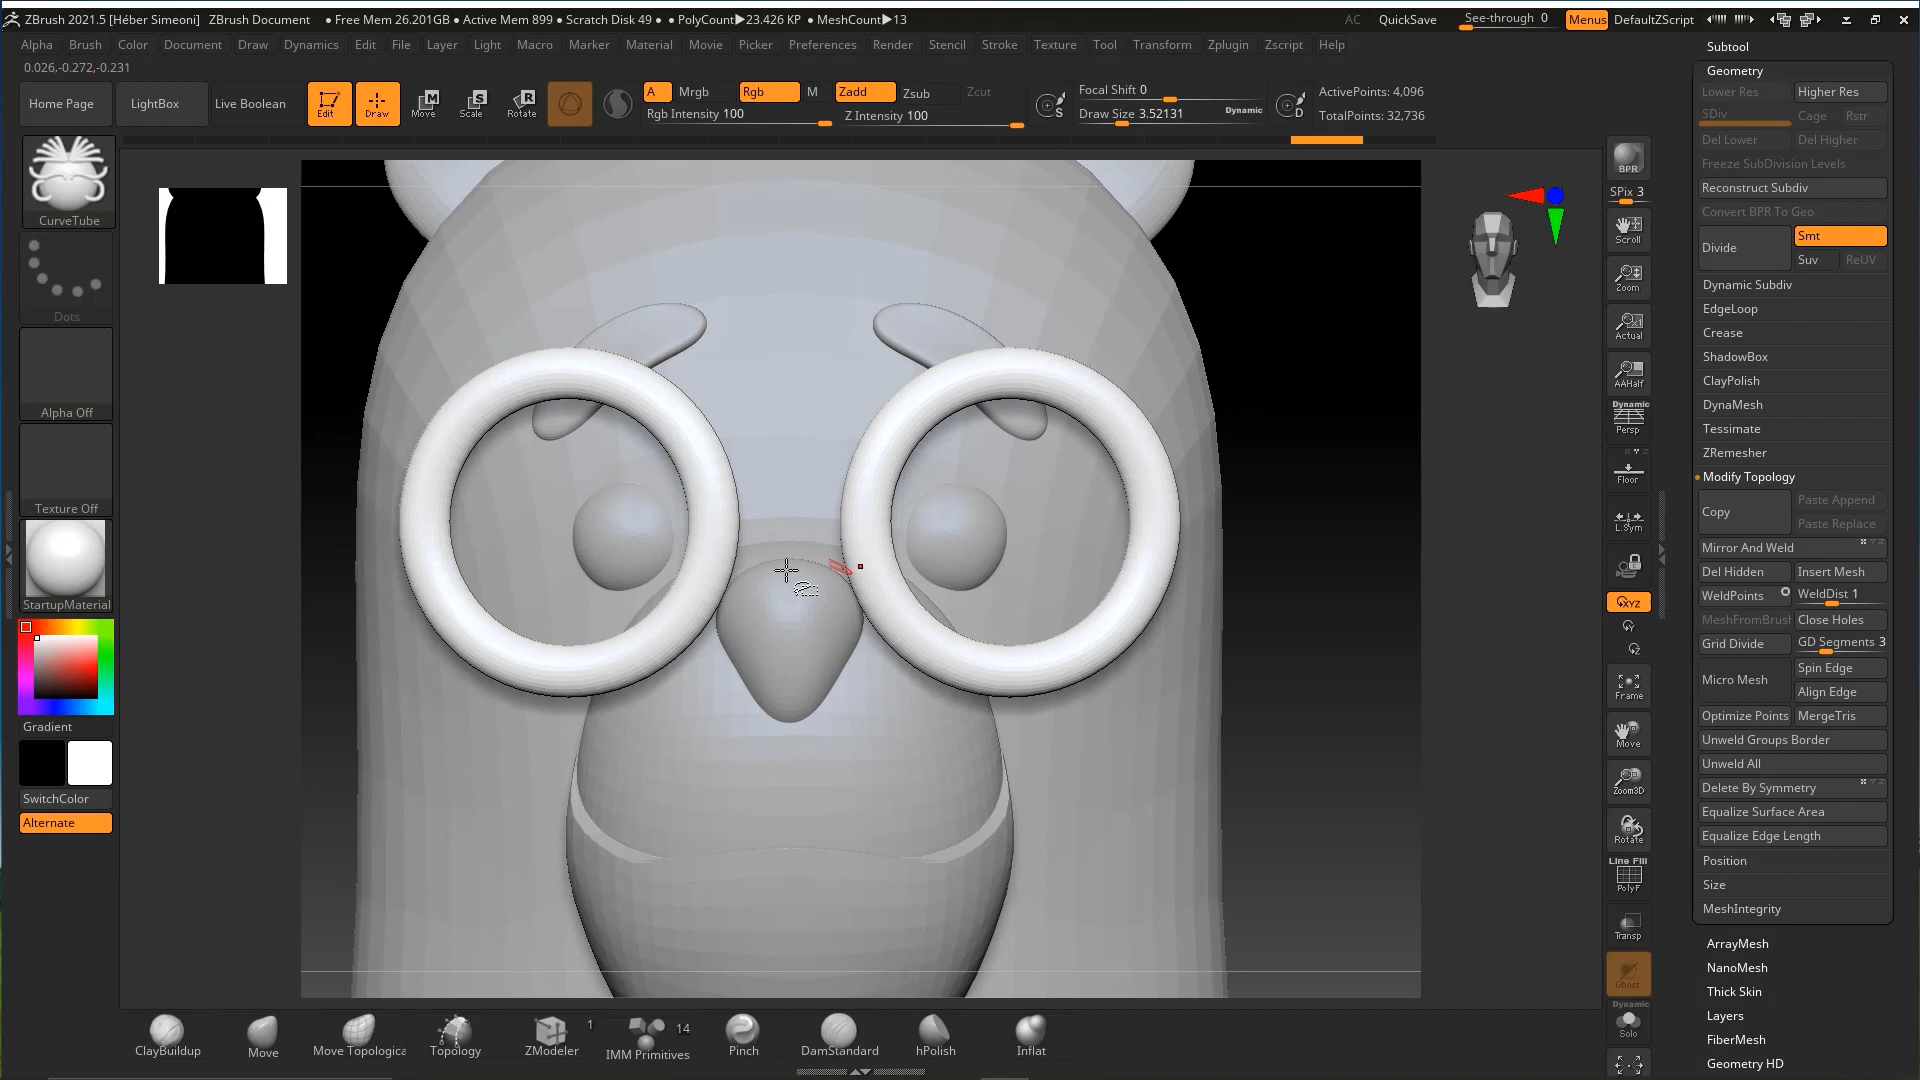 ZBrush 2021.5 [Héber Simeoni] ZBrush Document • Free Mem 26.201GB • Active Mem 899 • Scratch Disk 49 • • PolyCount▶23.426 KP • MeshCount▶13 AC QuickSave See-through 0 Menus DefaultZScript
Alpha Brush Color Document Draw Dynamics Edit File Layer Light Macro Marker Material Movie Picker Preferences Render Stencil Stroke Texture Tool Transform Zplugin Zscript Help
0.026,-0.272,-0.231
Home Page
LightBox
Live Boolean
Edit
Draw
Move
Scale
Rotate
A Mrgb Rgb M Zadd Zsub Zcut
Rgb Intensity 100 Z Intensity 100
S
Focal Shift 0
Draw Size 3.52131 Dynamic
D
ActivePoints: 4,096
TotalPoints: 32,736
CurveTube
Dots
Alpha Off
Texture Off
StartupMaterial
Gradient
SwitchColor
Alternate
BPR
SPix 3
Scroll
Zoom
Actual
AAHalf
Dynamic
Persp
Floor
L.Sym
XYZ
Frame
Move
Zoom3D
Rotate
Line Fill
PolyF
Transp
Ghost
Dynamic
Solo
Subtool
Geometry
Lower Res Higher Res
SDiv Cage Rstr
Del Lower Del Higher
Freeze SubDivision Levels
Reconstruct Subdiv
Convert BPR To Geo
Divide Smt
Suv ReUV
Dynamic Subdiv
EdgeLoop
Crease
ShadowBox
ClayPolish
DynaMesh
Tessimate
ZRemesher
Modify Topology
Copy Paste Append
Paste Replace
Mirror And Weld
Del Hidden Insert Mesh
WeldPoints WeldDist 1
MeshFromBrush Close Holes
Grid Divide GD Segments 3
Micro Mesh Spin Edge
Align Edge
Optimize Points MergeTris
Unweld Groups Border
Unweld All
Delete By Symmetry
Equalize Surface Area
Equalize Edge Length
Position
Size
MeshIntegrity
ArrayMesh
NanoMesh
Thick Skin
Layers
FiberMesh
Geometry HD
ClayBuildup
Move
Move Topologica
Topology
1
ZModeler
14
IMM Primitives
Pinch
DamStandard
hPolish
Inflat